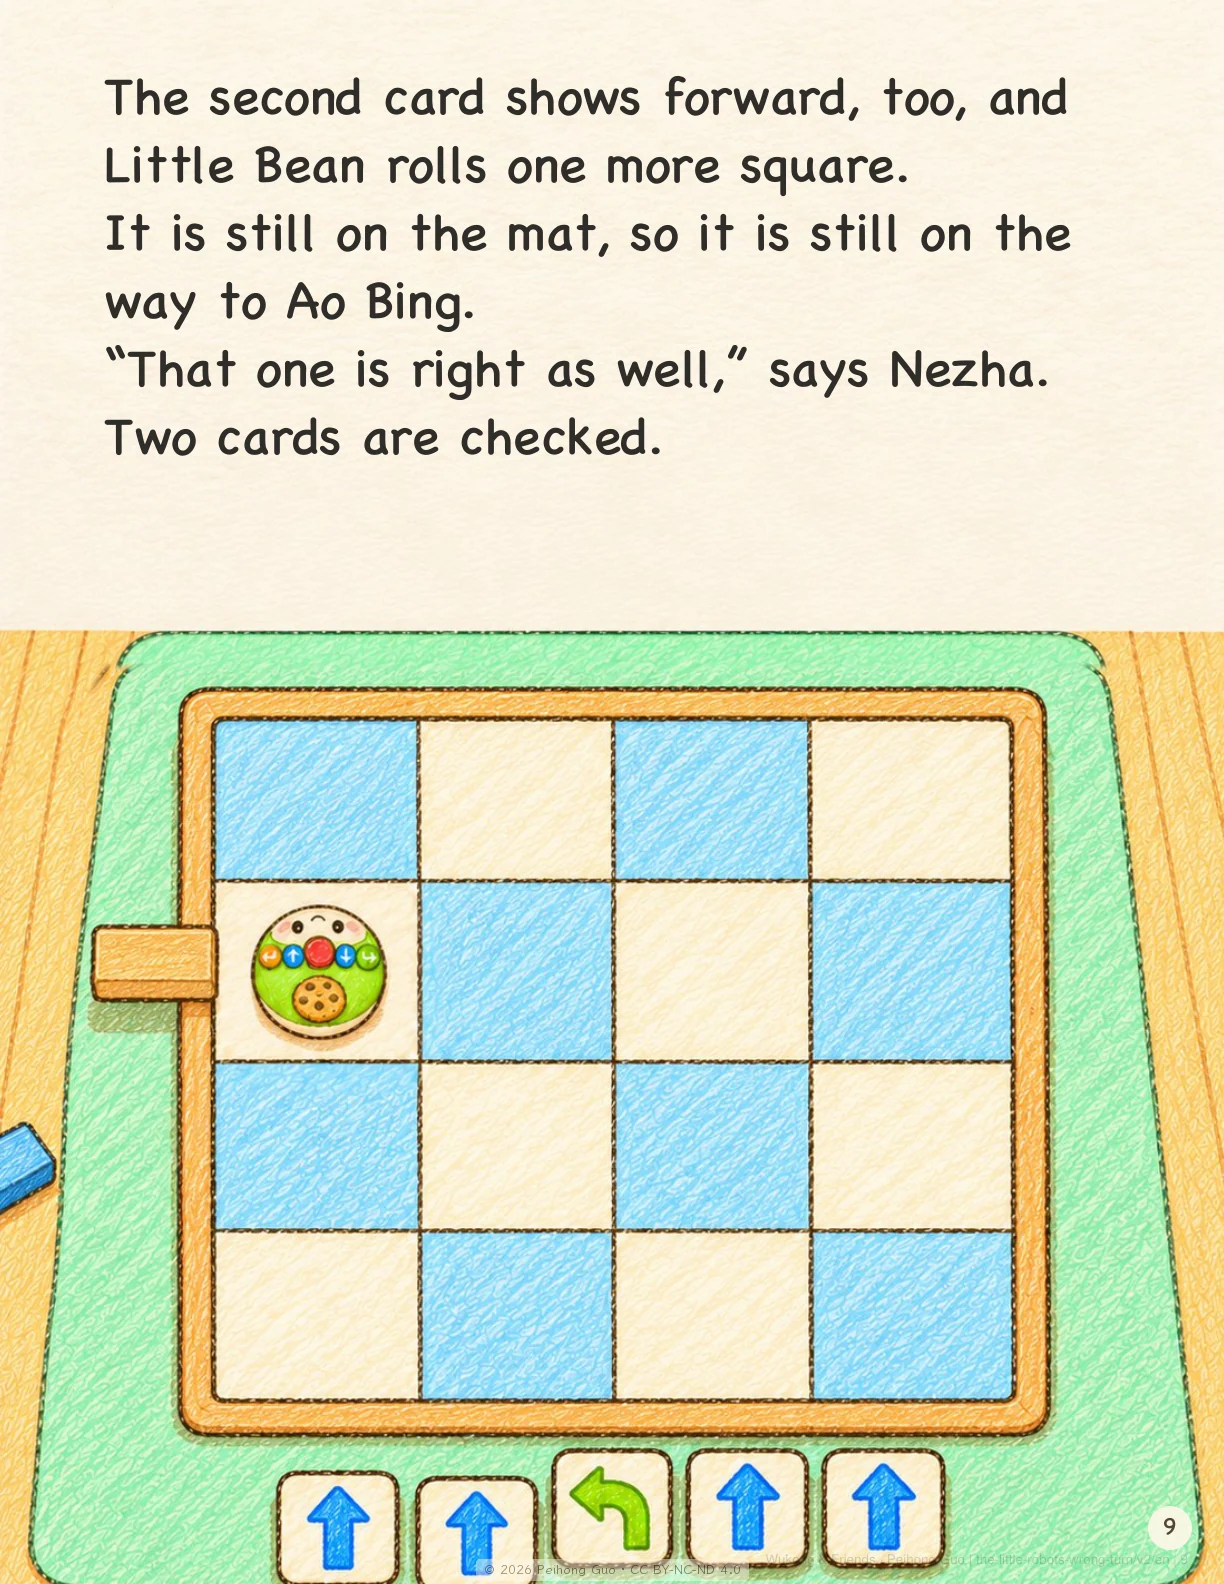 The second card shows forward, too, and
Little Bean rolls one more square.
It is still on the mat, so it is still on the
way to Ao Bing.
“That one is right as well,” says Nezha.
Two cards are checked.
9
© 2026 Peihong Guo • CC BY-NC-ND 4.0